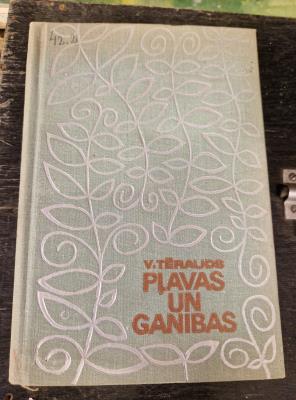 V. TĒRAUDS
PĻAVAS
UN
GANĪBAS